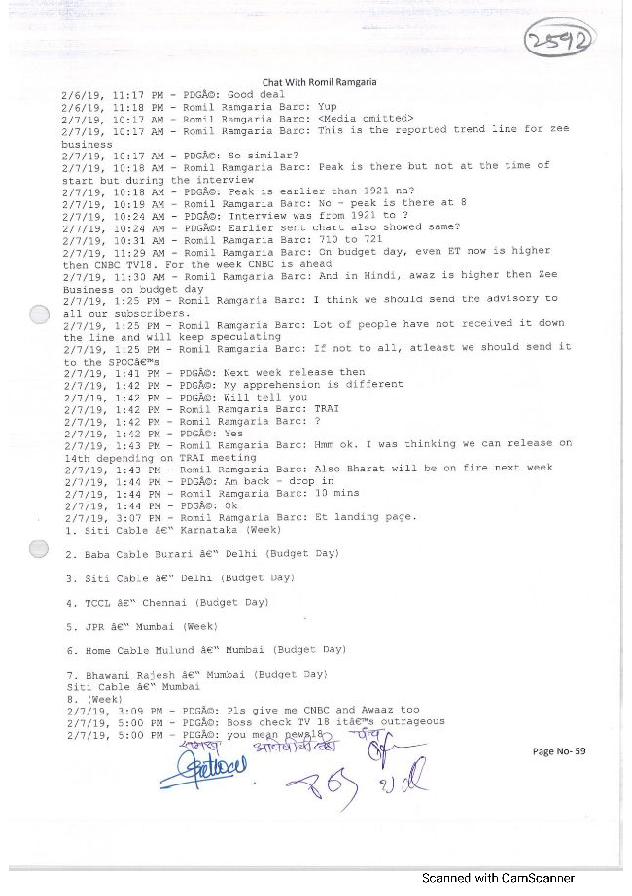 2592
Chat With Romil Ramgaria
2/6/19, 11:17 PM - PDGÂ©: Good deal
2/6/19, 11:18 PM - Romil Ramgaria Barc: Yup
2/7/19, 10:17 AM - Romil Ramgaria Barc: <Media omitted>
2/7/19, 10:17 AM - Romil Ramgaria Barc: This is the reported trend line for zee
business
2/7/19, 10:17 AM - PDGÂ©: So similar?
2/7/19, 10:18 AM - Romil Ramgaria Barc: Peak is there but not at the time of
start but during the interview
2/7/19, 10:18 AM - PDGÂ©: Peak is earlier than 1921 na?
2/7/19, 10:19 AM - Romil Ramgaria Barc: No - peak is there at 8
2/7/19, 10:24 AM - PDGÂ©: Interview was from 1921 to ?
2/7/19, 10:24 AM - PDGÂ©: Earlier sent chart also showed same?
2/7/19, 10:31 AM - Romil Ramgaria Barc: 710 to 721
2/7/19, 11:29 AM - Romil Ramgaria Barc: On budget day, even ET now is higher
then CNBC TV18. For the week CNBC is ahead
2/7/19, 11:30 AM - Romil Ramgaria Barc: And in Hindi, awaz is higher then Zee
Business on budget day
2/7/19, 1:25 PM - Romil Ramgaria Barc: I think we should send the advisory to
all our subscribers.
2/7/19, 1:25 PM - Romil Ramgaria Barc: Lot of people have not received it down
the line and will keep speculating
2/7/19, 1:25 PM - Romil Ramgaria Barc: If not to all, atleast we should send it
to the SPOCâ€™s
2/7/19, 1:41 PM - PDGÂ©: Next week release then
2/7/19, 1:42 PM - PDGÂ©: My apprehension is different
2/7/19, 1:42 PM - PDGÂ©: Will tell you
2/7/19, 1:42 PM - Romil Ramgaria Barc: TRAI
2/7/19, 1:42 PM - Romil Ramgaria Barc: ?
2/7/19, 1:42 PM - PDGÂ©: Yes
2/7/19, 1:43 PM - Romil Ramgaria Barc: Hmm ok. I was thinking we can release on
14th depending on TRAI meeting
2/7/19, 1:43 PM - Romil Ramgaria Barc: Also Bharat will be on fire next week
2/7/19, 1:44 PM - PDGÂ©: Am back - drop in
2/7/19, 1:44 PM - Romil Ramgaria Barc: 10 mins
2/7/19, 1:44 PM - PDGÂ©: Ok
2/7/19, 3:07 PM - Romil Ramgaria Barc: Et landing page.
1. Siti Cable â€“ Karnataka (Week)
2. Baba Cable Burari â€“ Delhi (Budget Day)
3. Siti Cable â€“ Delhi (Budget Day)
4. TCCL â€“ Chennai (Budget Day)
5. JPR â€“ Mumbai (Week)
6. Home Cable Mulund â€“ Mumbai (Budget Day)
7. Bhawani Rajesh â€“ Mumbai (Budget Day)
Siti Cable â€“ Mumbai
8. (Week)
2/7/19, 3:09 PM - PDGÂ©: Pls give me CNBC and Awaaz too
2/7/19, 5:00 PM - PDGÂ©: Boss check TV 18 itâ€™s outrageous
2/7/19, 5:00 PM - PDGÂ©: you mean news18?
पंच
Page No- 59
Scanned with CamScanner